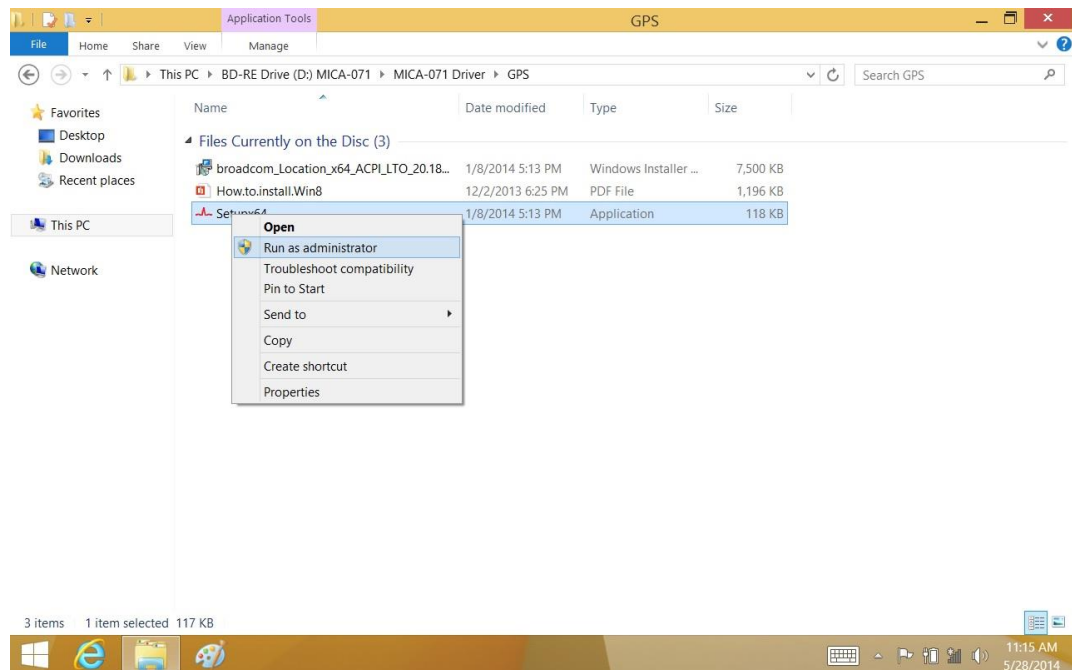 Application Tools
GPS
File
Home
Share
View
Manage
This PC
BD-RE Drive (D:) MICA-071
MICA-071 Driver
GPS
Search GPS
Favorites
Desktop
Downloads
Recent places
This PC
Network
Name
Date modified
Type
Size
Files Currently on the Disc (3)
broadcom_Location_x64_ACPI_LTO_20.18... 1/8/2014 5:13 PM Windows Installer ... 7,500 KB
How.to.install.Win8 12/2/2013 6:25 PM PDF File 1,196 KB
Setupx64 1/8/2014 5:13 PM Application 118 KB
Open
Run as administrator
Troubleshoot compatibility
Pin to Start
Send to
Copy
Create shortcut
Properties
3 items 1 item selected 117 KB
11:15 AM
5/28/2014